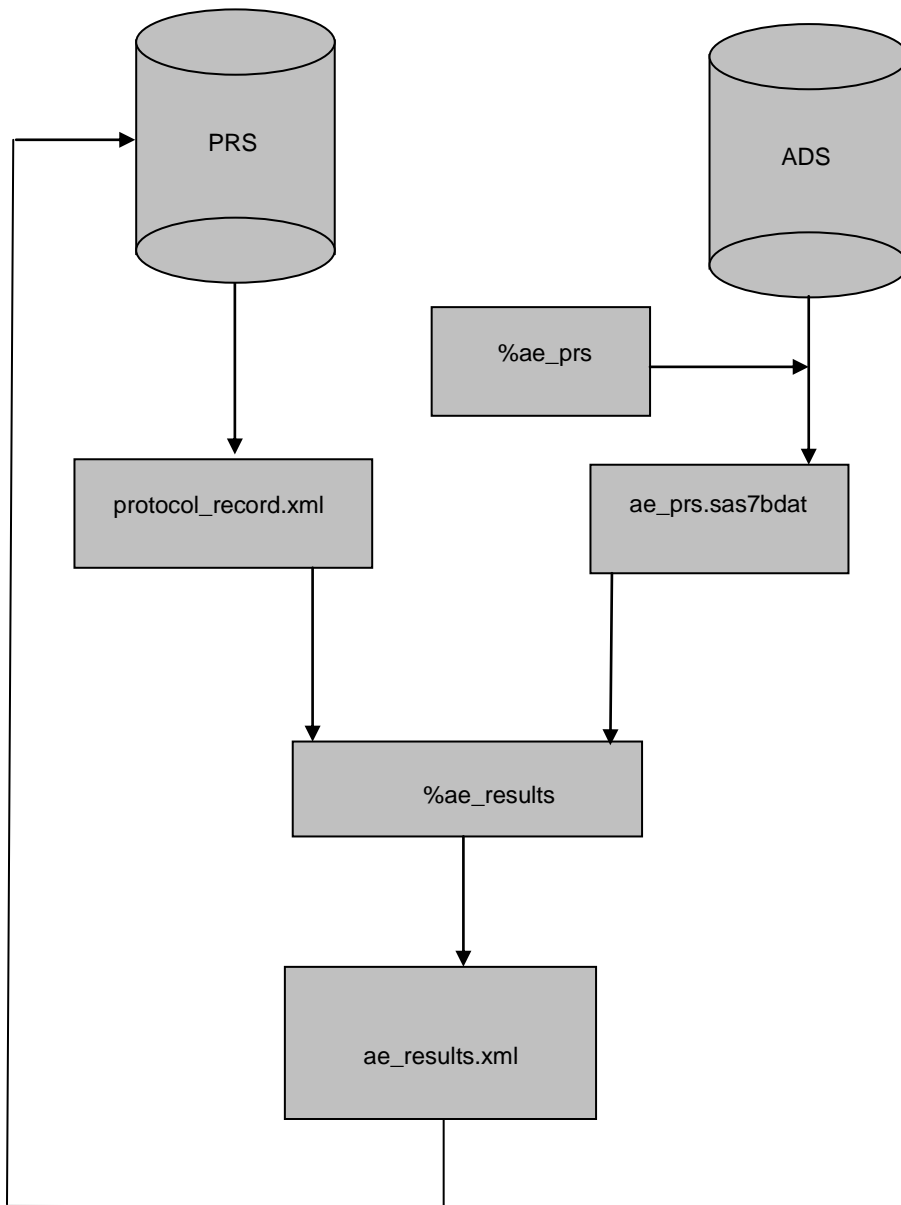 PRS
ADS
%ae_prs
protocol_record.xml
ae_prs.sas7bdat
%ae_results
ae_results.xml